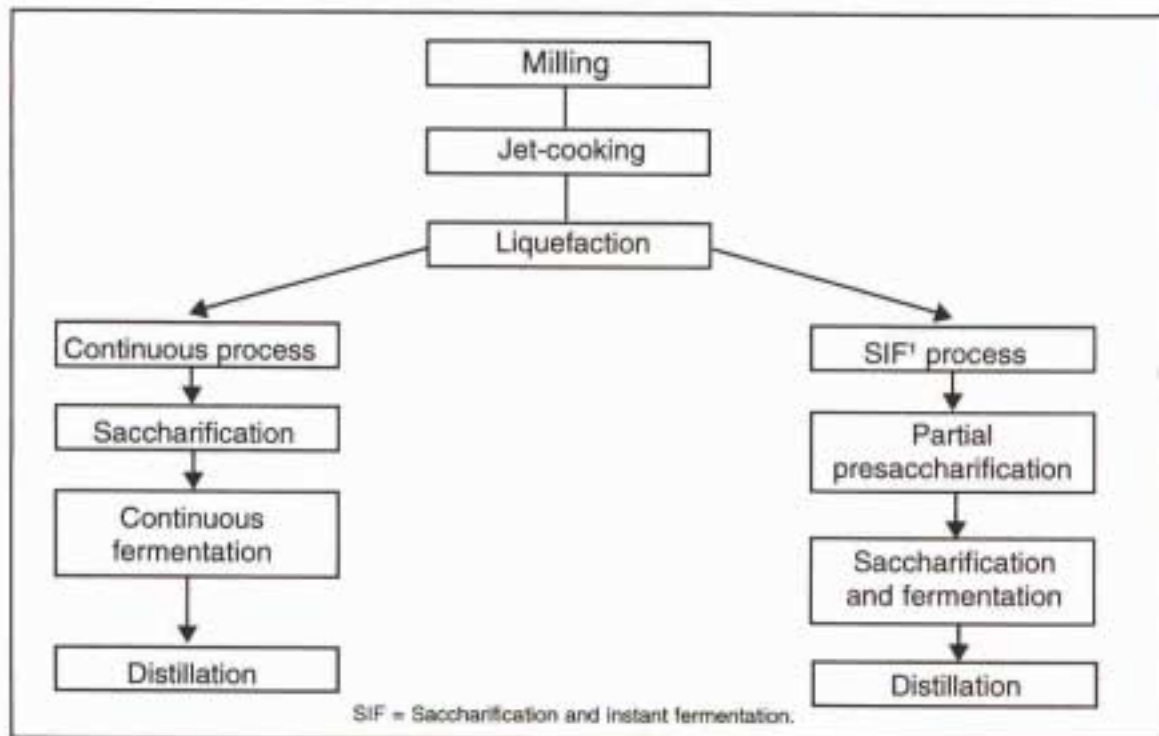 Milling
Jet-cooking
Liquefaction
Continuous process
Saccharification
Continuous
fermentation
Distillation
SIF¹ process
Partial
presaccharification
Saccharification
and fermentation
Distillation
SIF = Saccharification and instant fermentation.